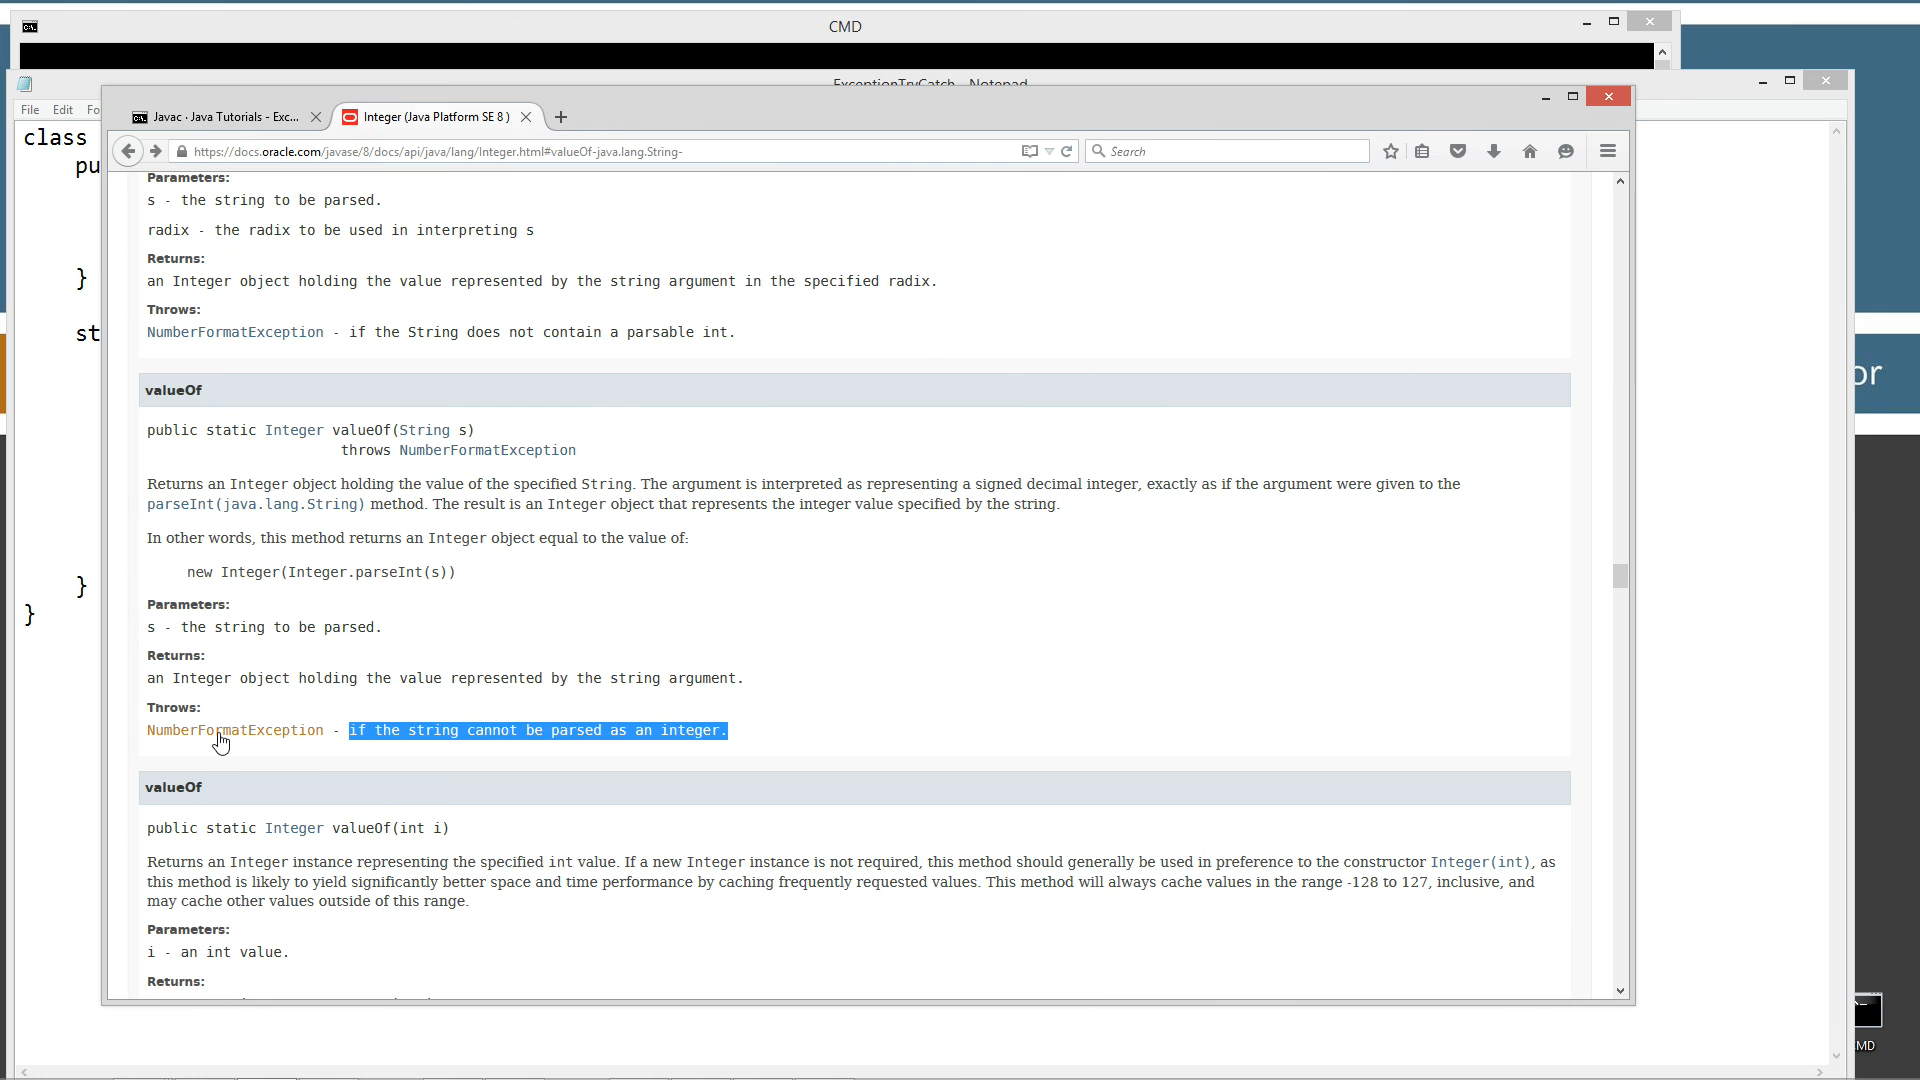 CMD
ExceptionTryCatch - Notepad
File Edit Fo
Javac · Java Tutorials - Exc...
Integer (Java Platform SE 8 )
https://docs.oracle.com/javase/8/docs/api/java/lang/Integer.html#valueOf-java.lang.String-
Search
class
pu
}
st
}
}
or
Parameters:
s - the string to be parsed.
radix - the radix to be used in interpreting s
Returns:
an Integer object holding the value represented by the string argument in the specified radix.
Throws:
NumberFormatException - if the String does not contain a parsable int.
valueOf
public static Integer valueOf(String s)
throws NumberFormatException
Returns an Integer object holding the value of the specified String. The argument is interpreted as representing a signed decimal integer, exactly as if the argument were given to the
parseInt(java.lang.String) method. The result is an Integer object that represents the integer value specified by the string.
In other words, this method returns an Integer object equal to the value of:
new Integer(Integer.parseInt(s))
Parameters:
s - the string to be parsed.
Returns:
an Integer object holding the value represented by the string argument.
Throws:
NumberFormatException - if the string cannot be parsed as an integer.
valueOf
public static Integer valueOf(int i)
Returns an Integer instance representing the specified int value. If a new Integer instance is not required, this method should generally be used in preference to the constructor Integer(int), as
this method is likely to yield significantly better space and time performance by caching frequently requested values. This method will always cache values in the range -128 to 127, inclusive, and
may cache other values outside of this range.
Parameters:
i - an int value.
Returns:
CMD